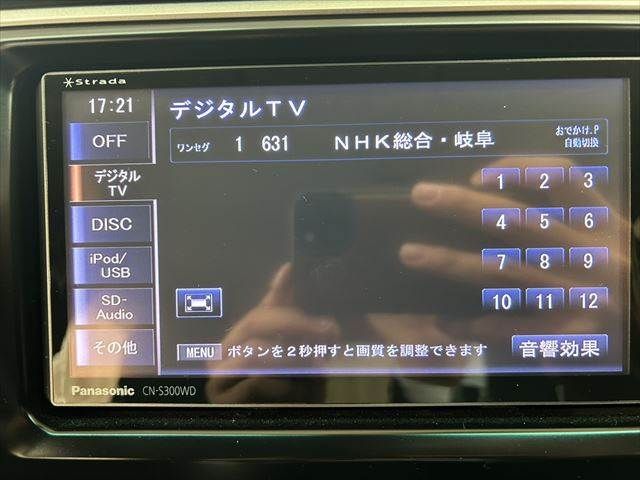 Strada
17:21
デジタルTV
OFF
ワンセグ 1 631 NHK総合・岐阜
おでかけ.P
自動切換
デジタル
TV
1 2 3
DISC
4 5 6
iPod/
USB
7 8 9
SD-
Audio
10 11 12
その他
MENU ボタンを2秒押すと画質を調整できます
音響効果
Panasonic CN-S300WD